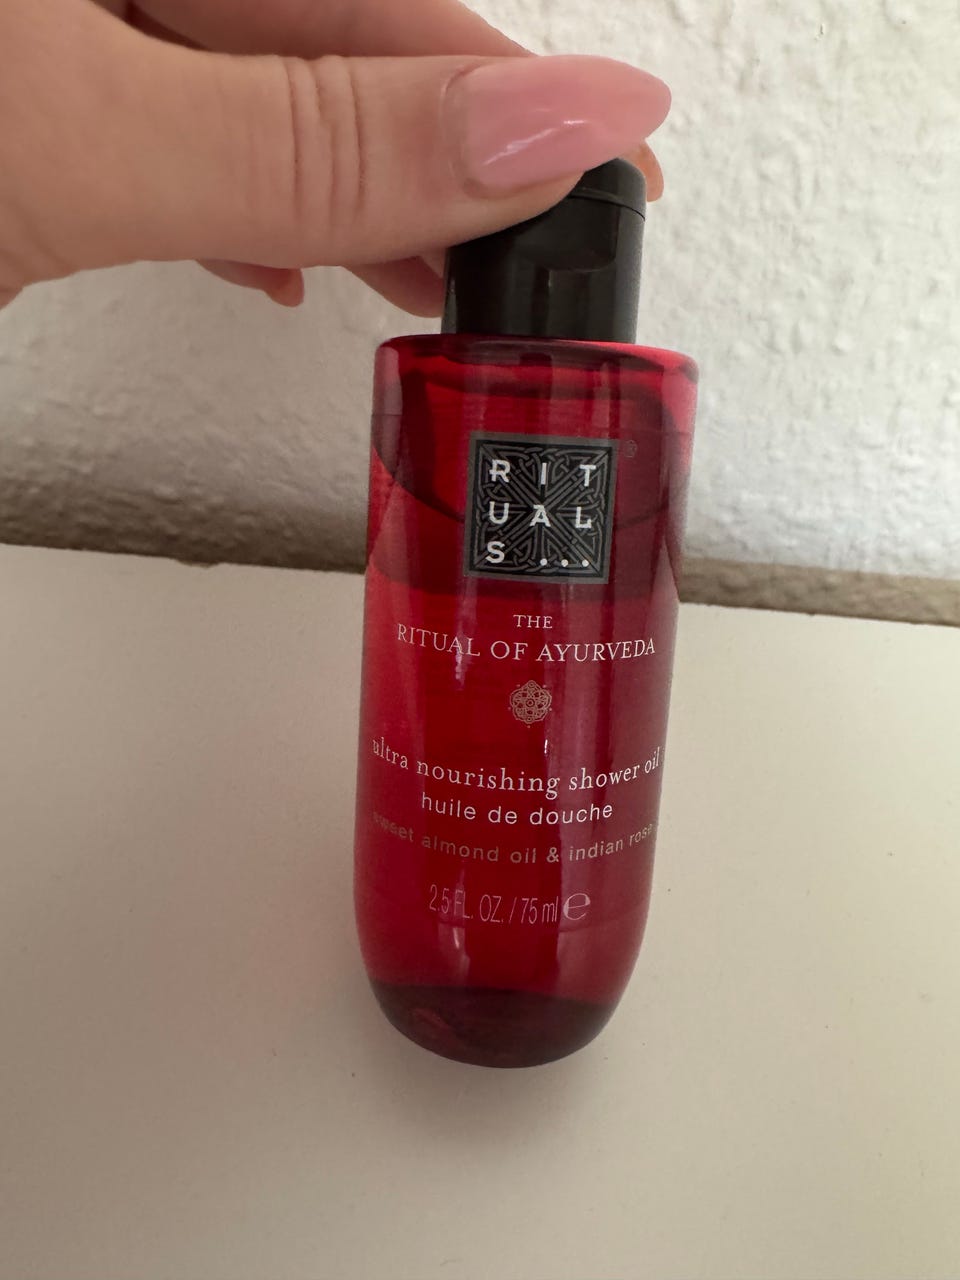 RIT
UAL
S...
®
THE
RITUAL OF AYURVEDA
ultra nourishing shower oil
huile de douche
sweet almond oil & indian rose
2.5 FL. OZ. / 75 ml ℮